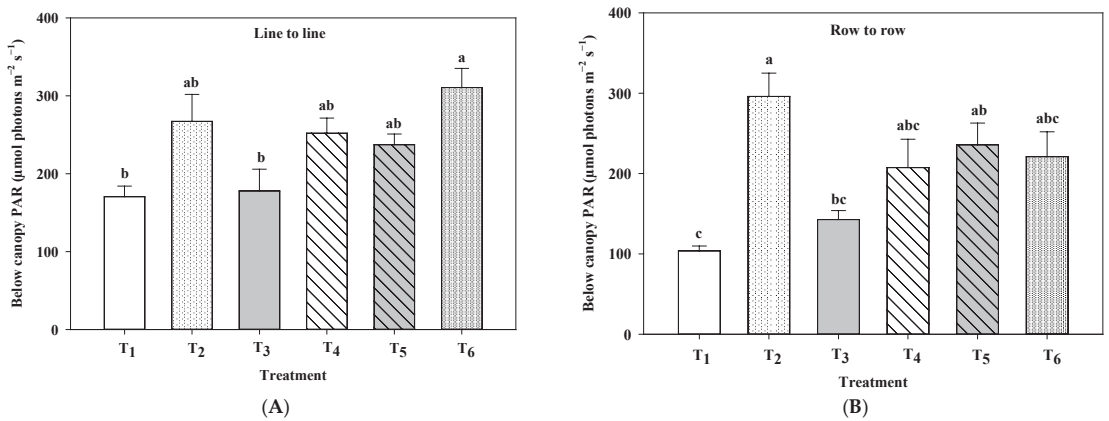 Line to line
Below canopy PAR (µmol photons m⁻² s⁻¹)
400
300
200
100
0
b
ab
b
ab
ab
a
T₁ T₂ T₃ T₄ T₅ T₆
Treatment
(A)
Row to row
Below canopy PAR (µmol photons m⁻² s⁻¹)
400
300
200
100
0
c
a
bc
abc
ab
abc
T₁ T₂ T₃ T₄ T₅ T₆
Treatment
(B)